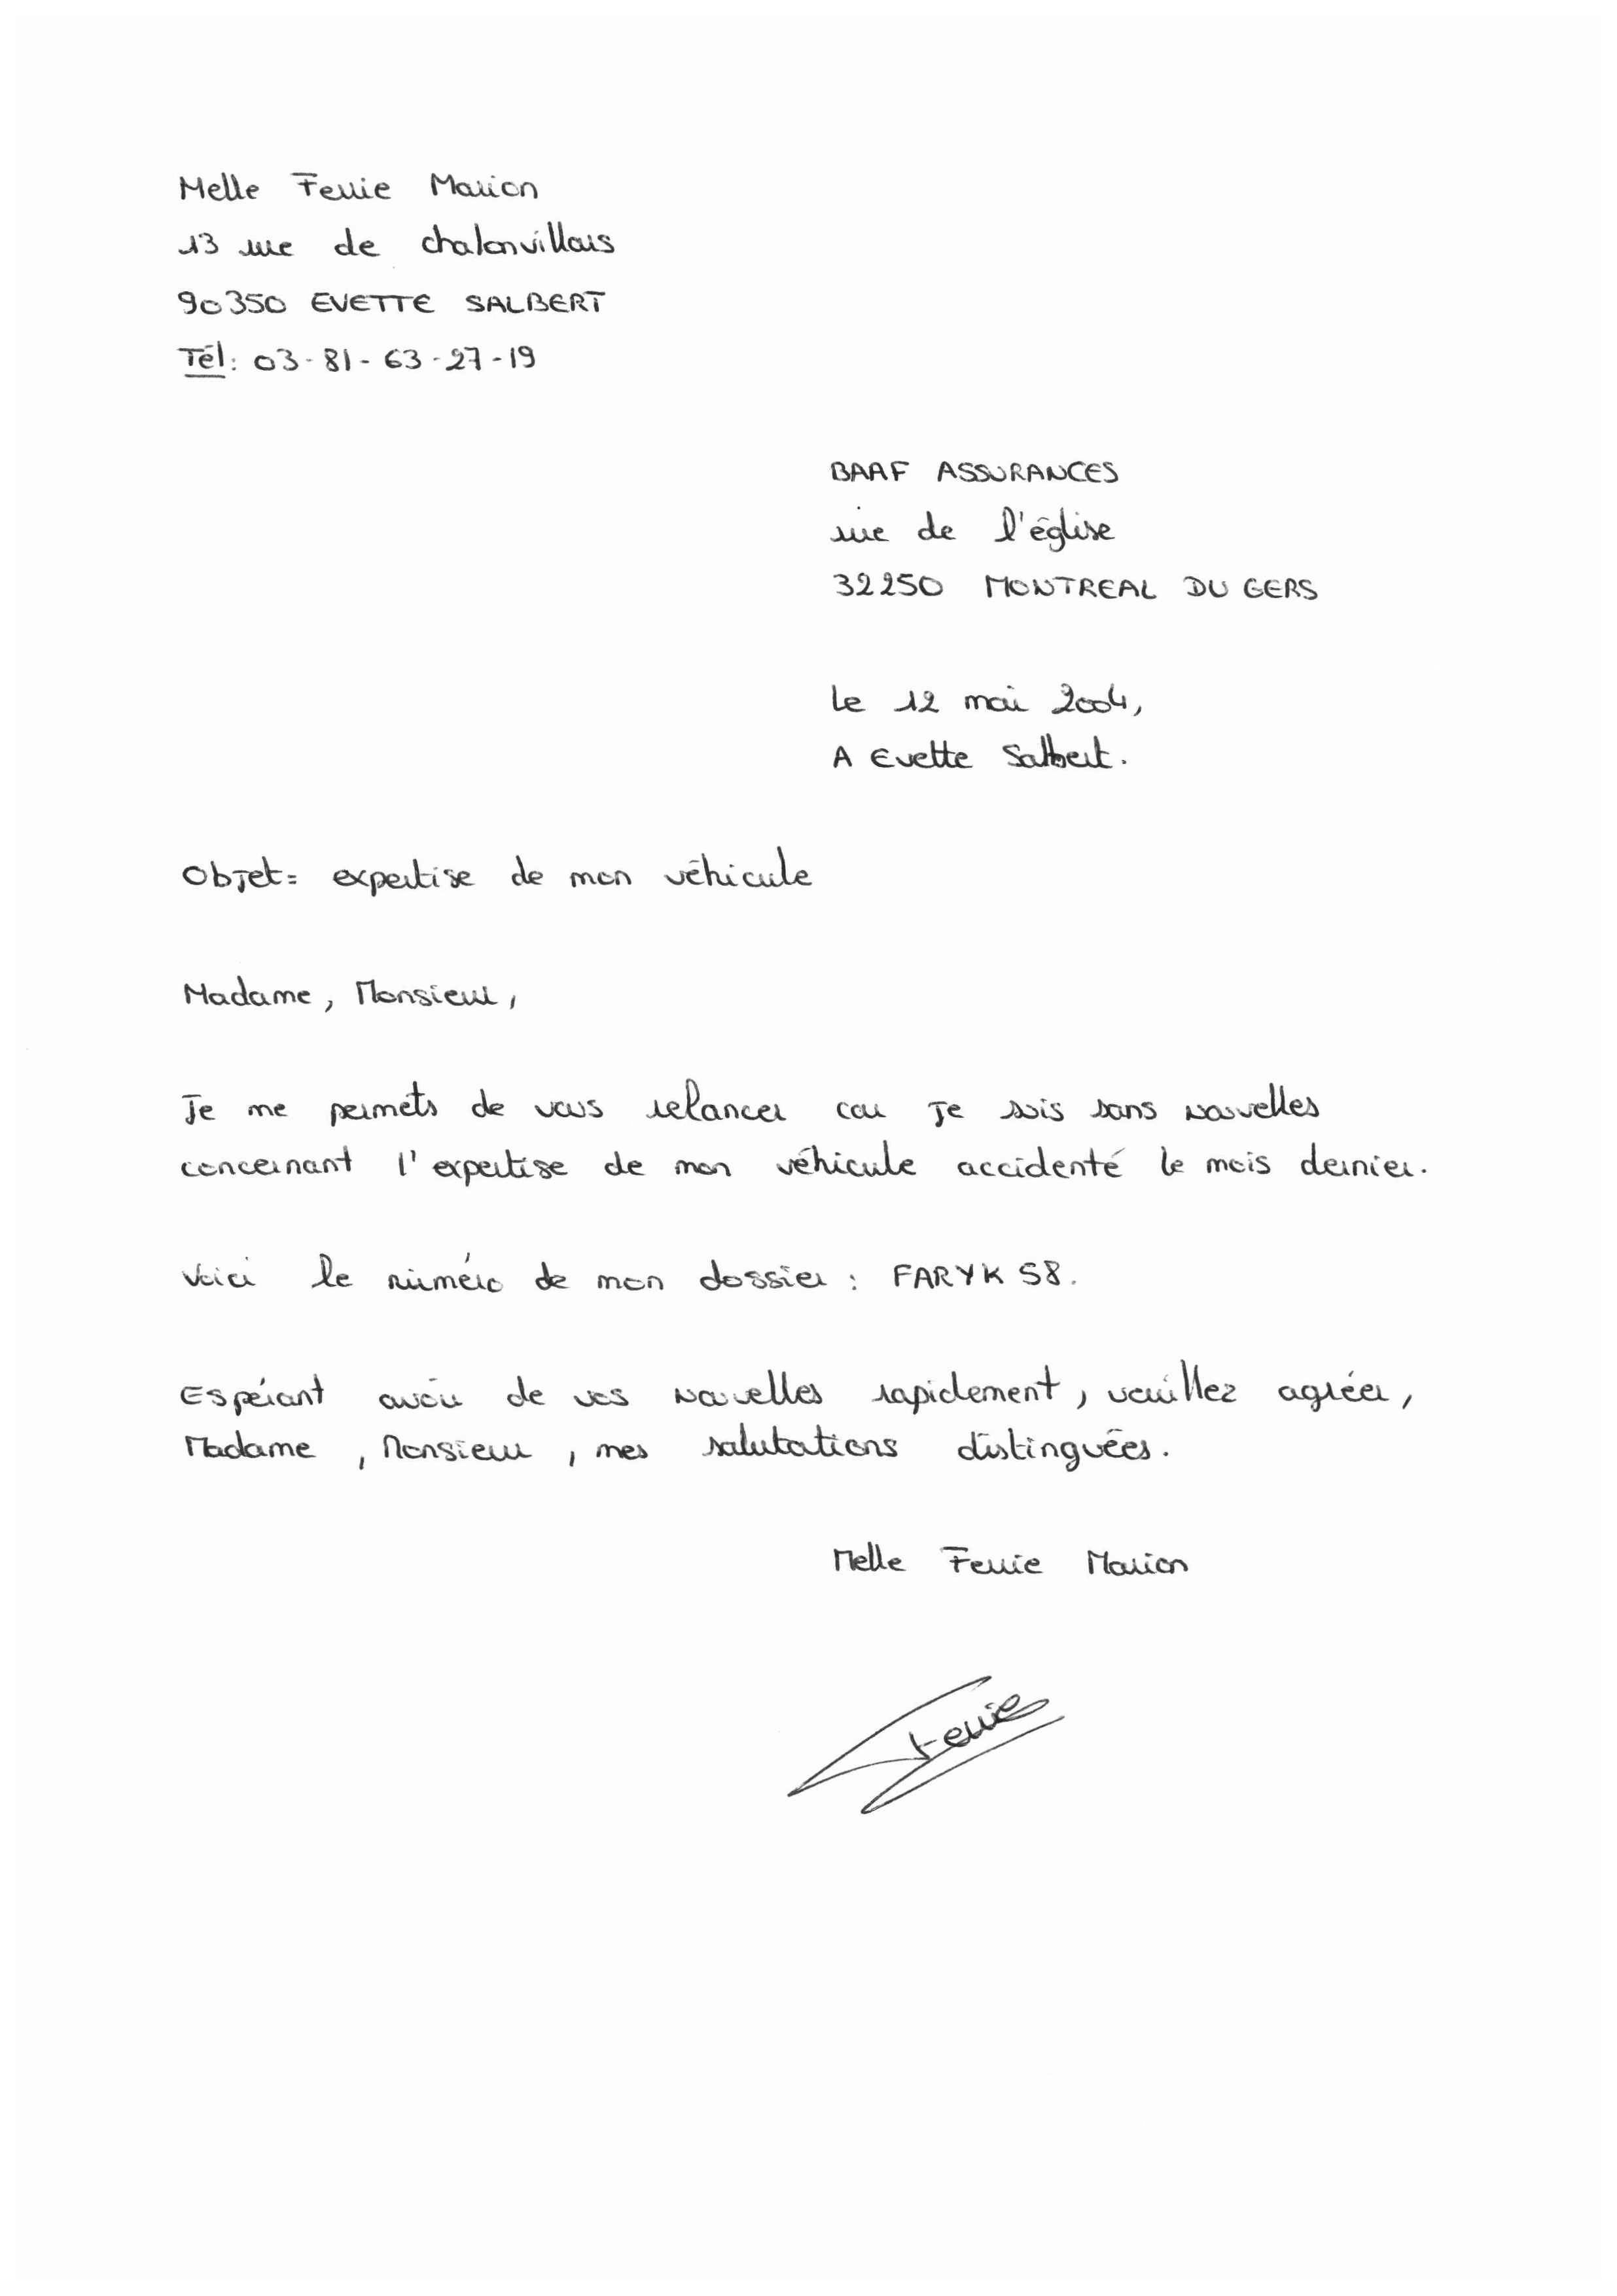 Melle Ferrie Marion
13 rue de chalonvillars
90350 EVETTE SALBERT
Tél: 03-81-63-27-19
BAAF ASSURANCES
rue de l'église
32250 MONTREAL DU GERS
Le 12 mai 2004,
A Evette Salbert.
Objet: expertise de mon véhicule
Madame, Monsieur,
Je me permets de vous relancer car je suis sans nouvelles
concernant l'expertise de mon véhicule accidenté le mois dernier.
Voici le numéro de mon dossier : FARYK 58.
Espérant avoir de vos nouvelles rapidement, veuillez agréer,
Madame, Monsieur, mes salutations distinguées.
Melle Ferrie Marion
Ferrie